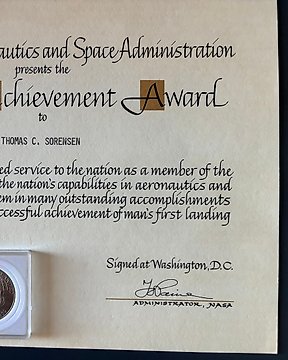 autics and Space Administration
presents the
chievement Award
to
THOMAS C. SORENSEN
ed service to the nation as a member of the
the nation's capabilities in aeronautics and
em in many outstanding accomplishments
ccessful achievement of man's first landing
Signed at Washington, D.C.
ADMINISTRATOR, NASA